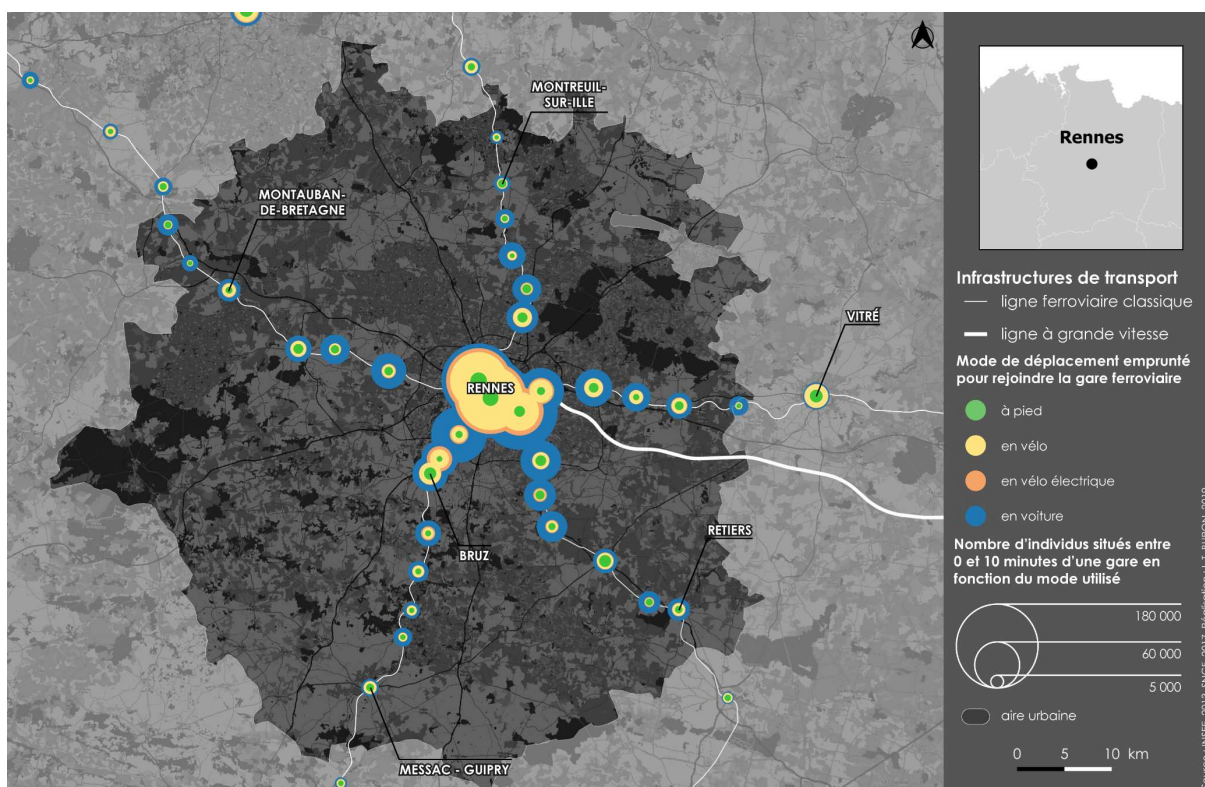 MONTREUIL-
SUR-ILLE
MONTAUBAN-
DE-BRETAGNE
VITRÉ
RENNES
RETIERS
BRUZ
MESSAC - GUIPRY
Rennes
Infrastructures de transport
ligne ferroviaire classique
ligne à grande vitesse
Mode de déplacement emprunté
pour rejoindre la gare ferroviaire
à pied
en vélo
en vélo électrique
en voiture
Nombre d'individus situés entre
0 et 10 minutes d'une gare en
fonction du mode utilisé
180 000
60 000
5 000
aire urbaine
0 5 10 km